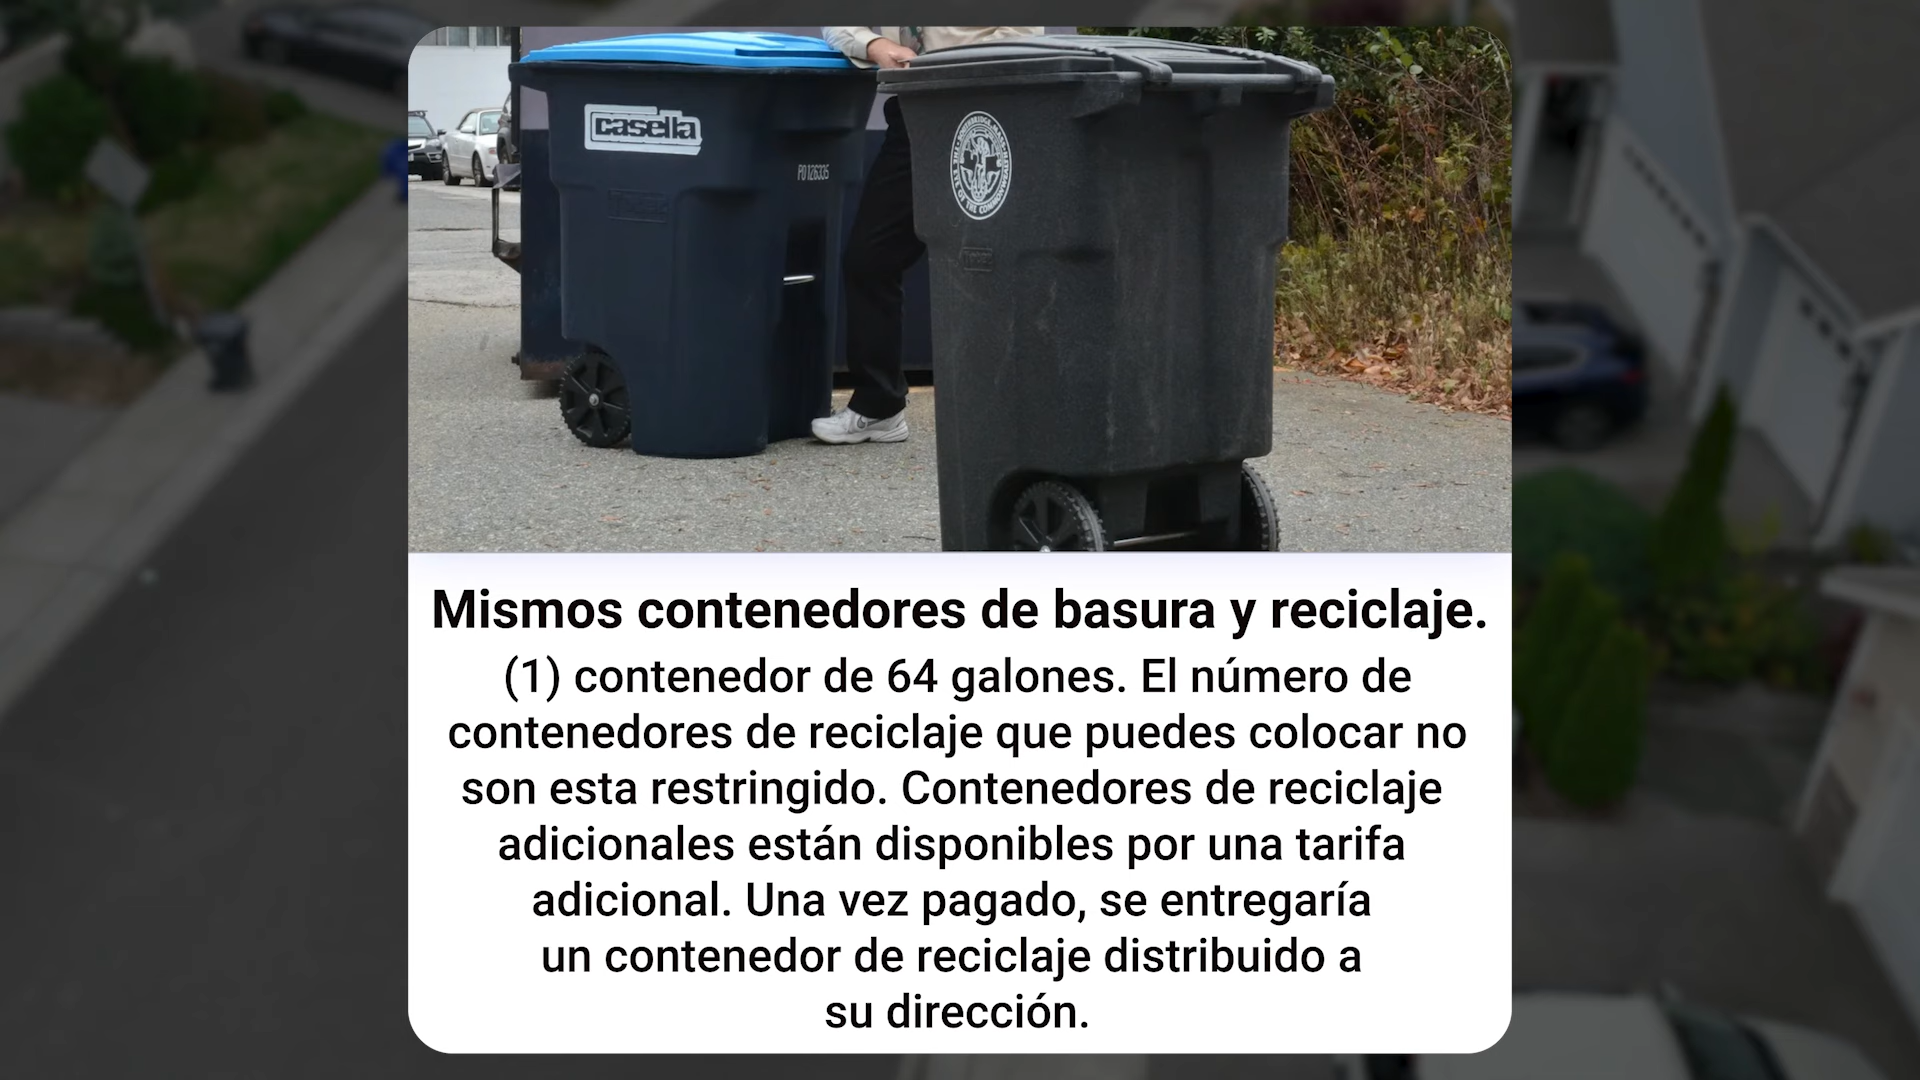 casella
PO126335
Mismos contenedores de basura y reciclaje.
(1) contenedor de 64 galones. El número de
contenedores de reciclaje que puedes colocar no
son esta restringido. Contenedores de reciclaje
adicionales están disponibles por una tarifa
adicional. Una vez pagado, se entregaría
un contenedor de reciclaje distribuido a
su dirección.